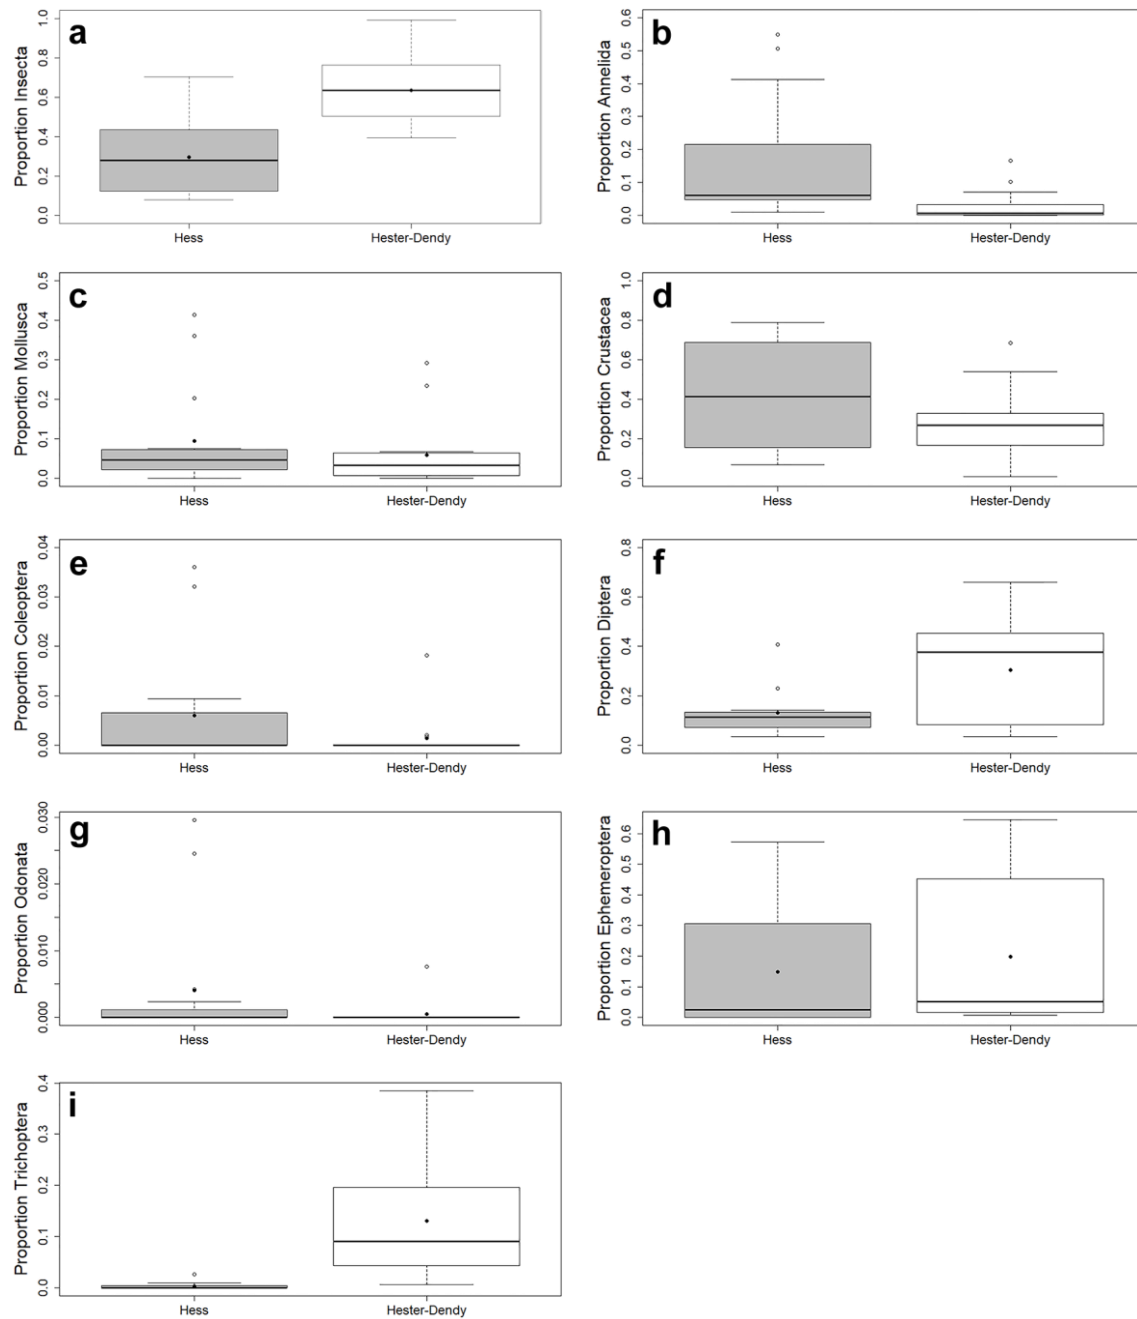 a
Proportion Insecta
0.0 0.2 0.4 0.6 0.8 1.0
Hess Hester-Dendy
b
Proportion Annelida
0.0 0.1 0.2 0.3 0.4 0.5 0.6
Hess Hester-Dendy
c
Proportion Mollusca
0.0 0.1 0.2 0.3 0.4 0.5
Hess Hester-Dendy
d
Proportion Crustacea
0.0 0.2 0.4 0.6 0.8 1.0
Hess Hester-Dendy
e
Proportion Coleoptera
0.00 0.01 0.02 0.03 0.04
Hess Hester-Dendy
f
Proportion Diptera
0.0 0.2 0.4 0.6 0.8
Hess Hester-Dendy
g
Proportion Odonata
0.000 0.010 0.020 0.030
Hess Hester-Dendy
h
Proportion Ephemeroptera
0.0 0.1 0.2 0.3 0.4 0.5 0.6
Hess Hester-Dendy
i
Proportion Trichoptera
0.0 0.1 0.2 0.3 0.4
Hess Hester-Dendy